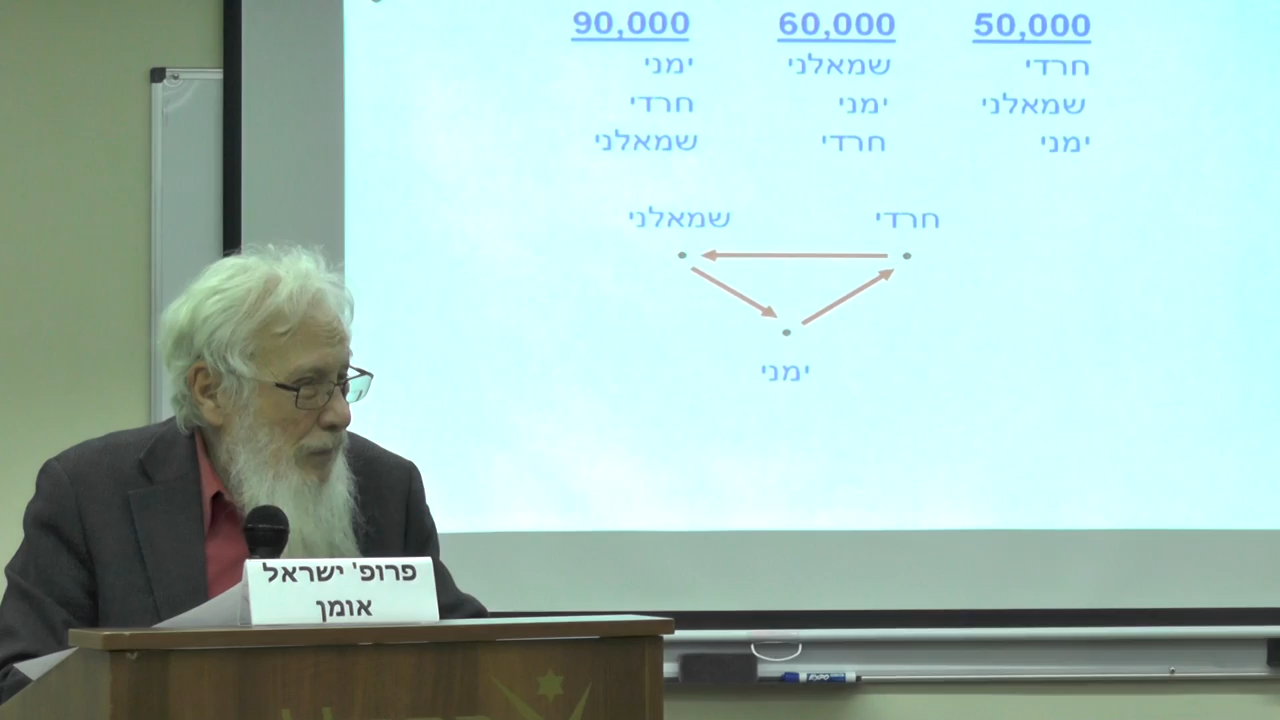 50,000 60,000 90,000
חרדי שמאלני ימני
שמאלני ימני חרדי
ימני חרדי שמאלני
חרדי שמאלני
ימני
פרופ' ישראל
אומן
EXPO